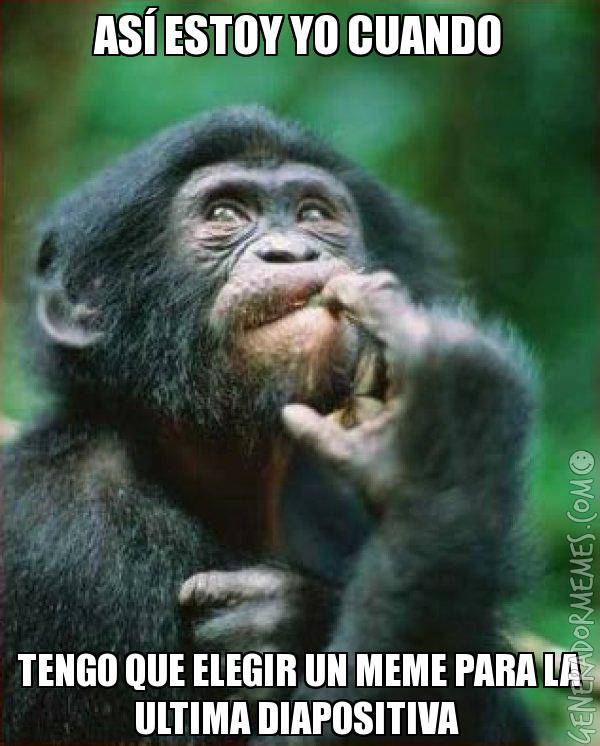 ASÍ ESTOY YO CUANDO
TENGO QUE ELEGIR UN MEME PARA LA
ULTIMA DIAPOSITIVA
GENERADORMEMES.COM